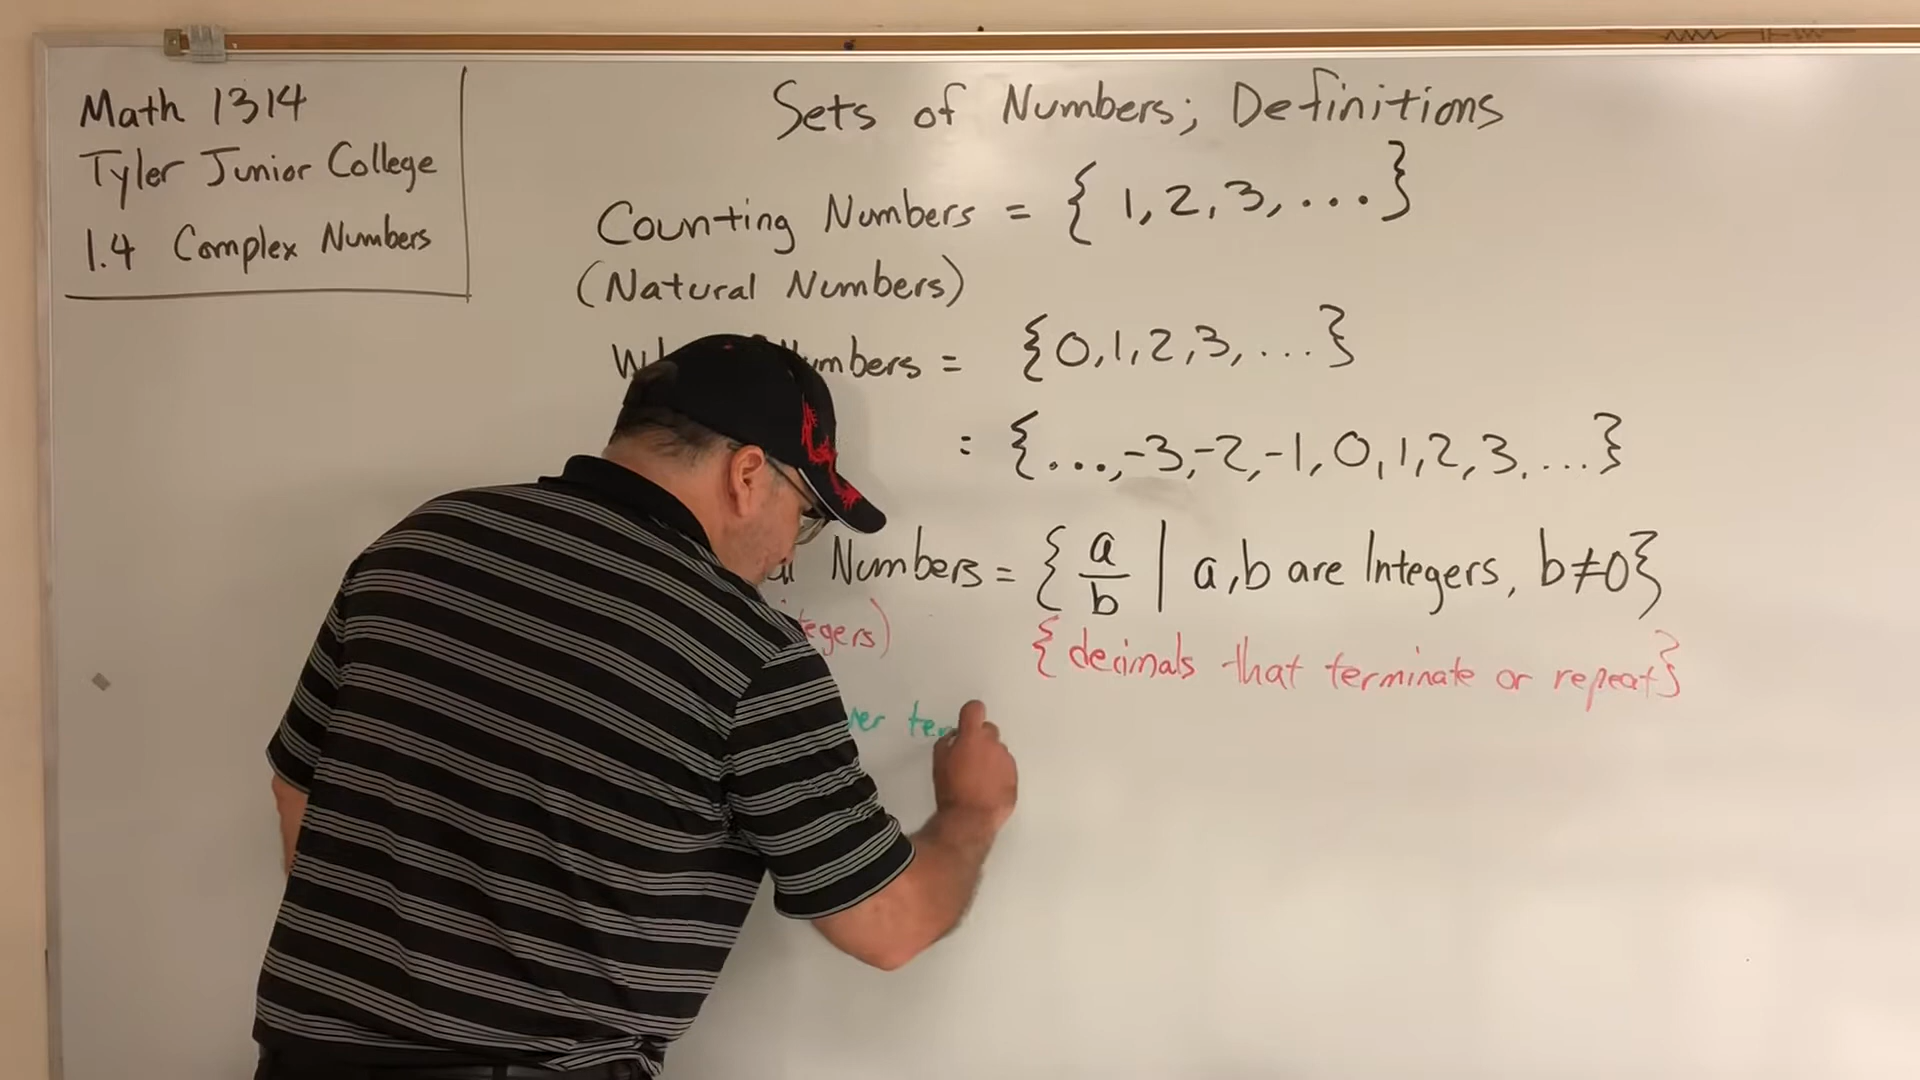 Math 1314
Tyler Junior College
1.4 Complex Numbers
Sets of Numbers; Definitions
Counting Numbers = { 1, 2, 3, ... }
(Natural Numbers)
= {0, 1, 2, 3, ... }
= {..., -3, -2, -1, 0, 1, 2, 3, ... }
Numbers = { a/b | a, b are Integers, b ≠ 0}
{decimals that terminate or repeat}